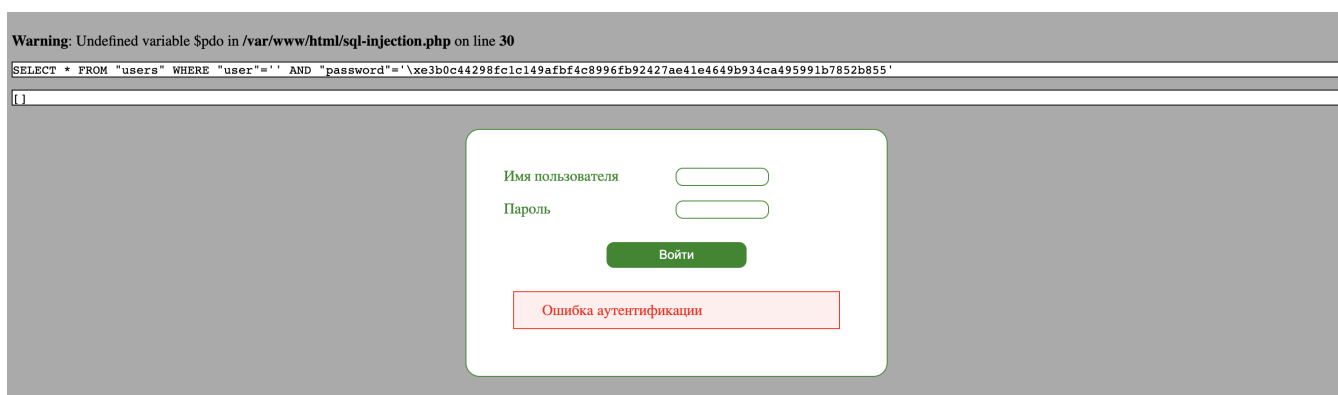 Warning: Undefined variable $pdo in /var/www/html/sql-injection.php on line 30
SELECT * FROM "users" WHERE "user"='' AND "password"='\xe3b0c44298fc1c149afbf4c8996fb92427ae41e4649b934ca495991b7852b855'
[]
Имя пользователя
Пароль
Войти
Ошибка аутентификации